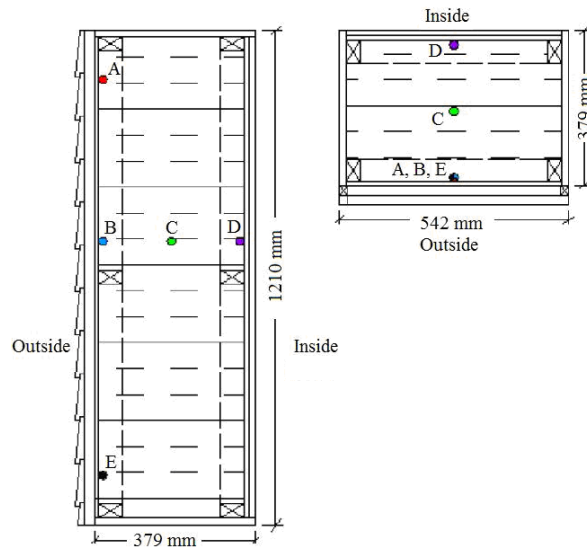 A
B
C
D
E
Outside
Inside
1210 mm
379 mm
Inside
D
C
A, B, E
379 mm
542 mm
Outside